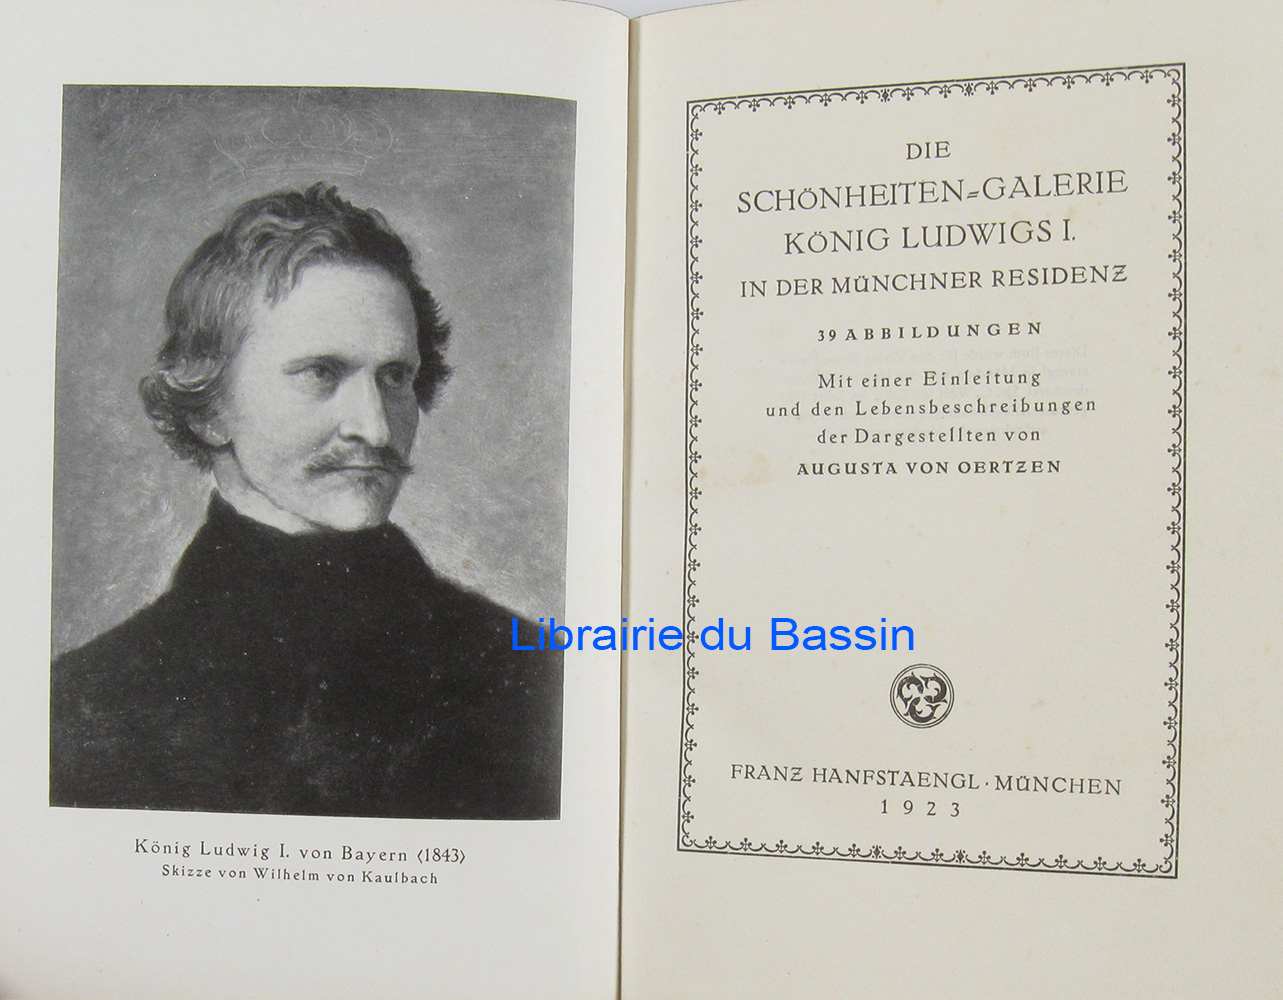 König Ludwig I. von Bayern (1843)
Skizze von Wilhelm von Kaulbach
DIE
SCHÖNHEITEN=GALERIE
KÖNIG LUDWIGS I.
IN DER MÜNCHNER RESIDENZ
39 ABBILDUNGEN
Mit einer Einleitung
und den Lebensbeschreibungen
der Dargestellten von
AUGUSTA VON OERTZEN
Librairie du Bassin
FRANZ HANFSTAENGL · MÜNCHEN
1923